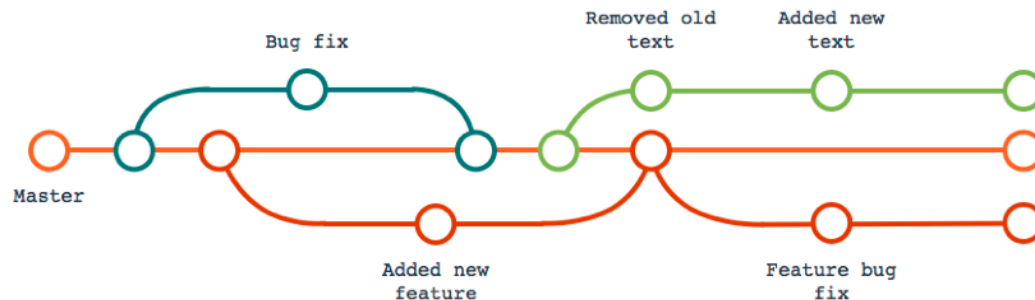 Removed old
text
Added new
text
Bug fix
Master
Added new
feature
Feature bug
fix